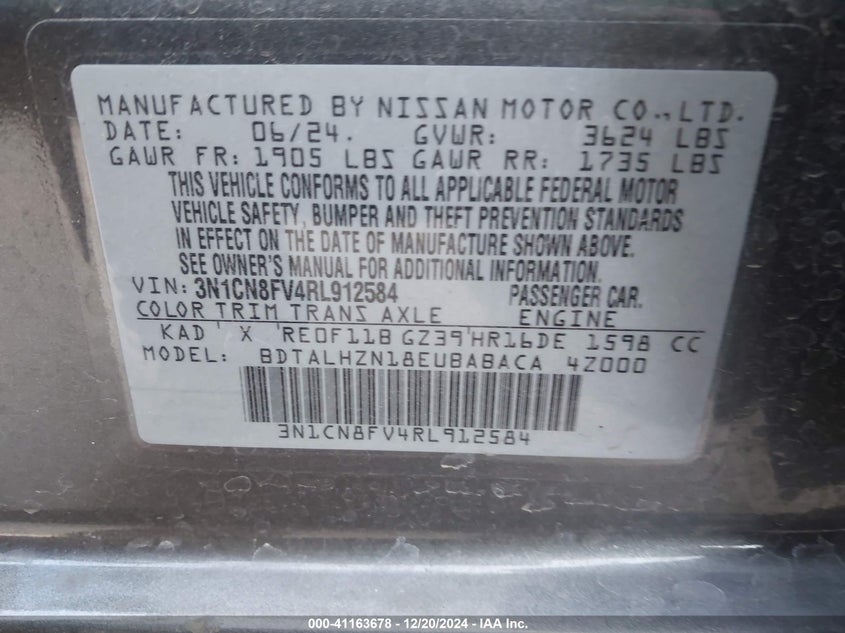 MANUFACTURED BY NISSAN MOTOR CO., LTD.
DATE: 06/24. GVWR: 3624 LBS
GAWR FR: 1905 LBS GAWR RR: 1735 LBS
THIS VEHICLE CONFORMS TO ALL APPLICABLE FEDERAL MOTOR
VEHICLE SAFETY, BUMPER AND THEFT PREVENTION STANDARDS
IN EFFECT ON THE DATE OF MANUFACTURE SHOWN ABOVE.
SEE OWNER'S MANUAL FOR ADDITIONAL INFORMATION.
VIN: 3N1CN8FV4RL912584 PASSENGER CAR.
COLOR TRIM TRANS AXLE ENGINE
KAD ' X 'RE0F11B GZ39'HR16DE 1598 CC
MODEL: BDTALHZN18EUBABACA 4Z000
3N1CN8FV4RL912584
000-41163678 - 12/20/2024 - IAA Inc.